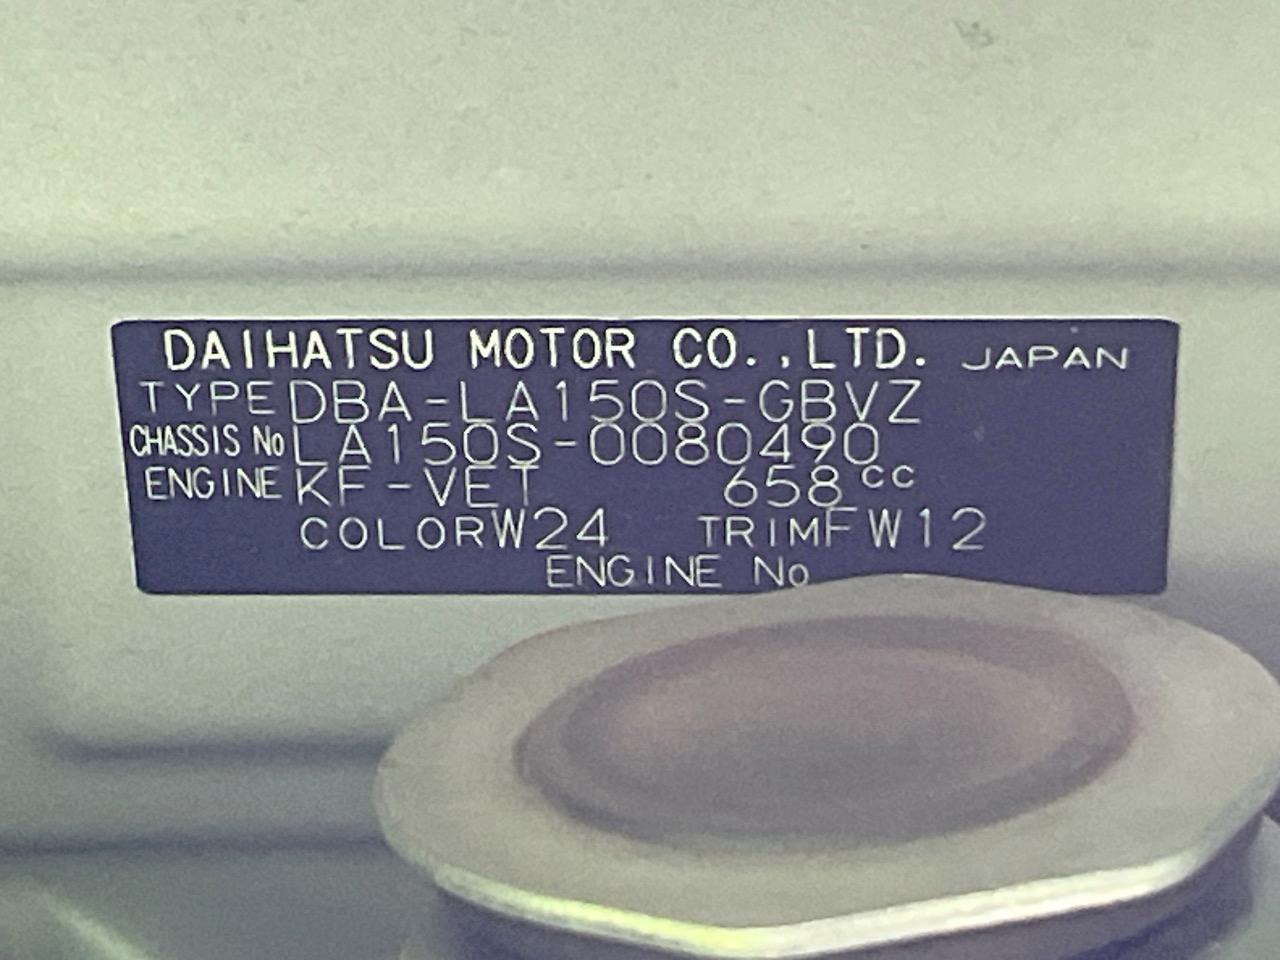 DAIHATSU MOTOR CO.,LTD. JAPAN
TYPE DBA-LA150S-GBVZ
CHASSIS No LA150S-0080490
ENGINE KF-VET 658cc
COLOR W24 TRIM FW12
ENGINE No